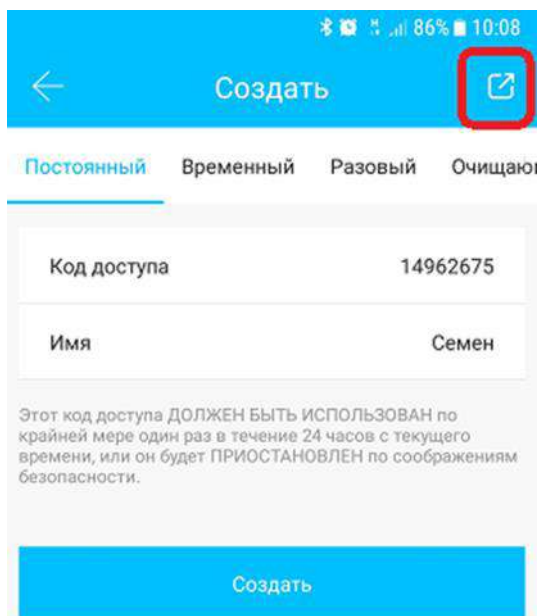 86% 10:08
Создать
Постоянный Временный Разовый Очищаю
Код доступа 14962675
Имя Семен
Этот код доступа ДОЛЖЕН БЫТЬ ИСПОЛЬЗОВАН по
крайней мере один раз в течение 24 часов с текущего
времени, или он будет ПРИОСТАНОВЛЕН по соображениям
безопасности.
Создать